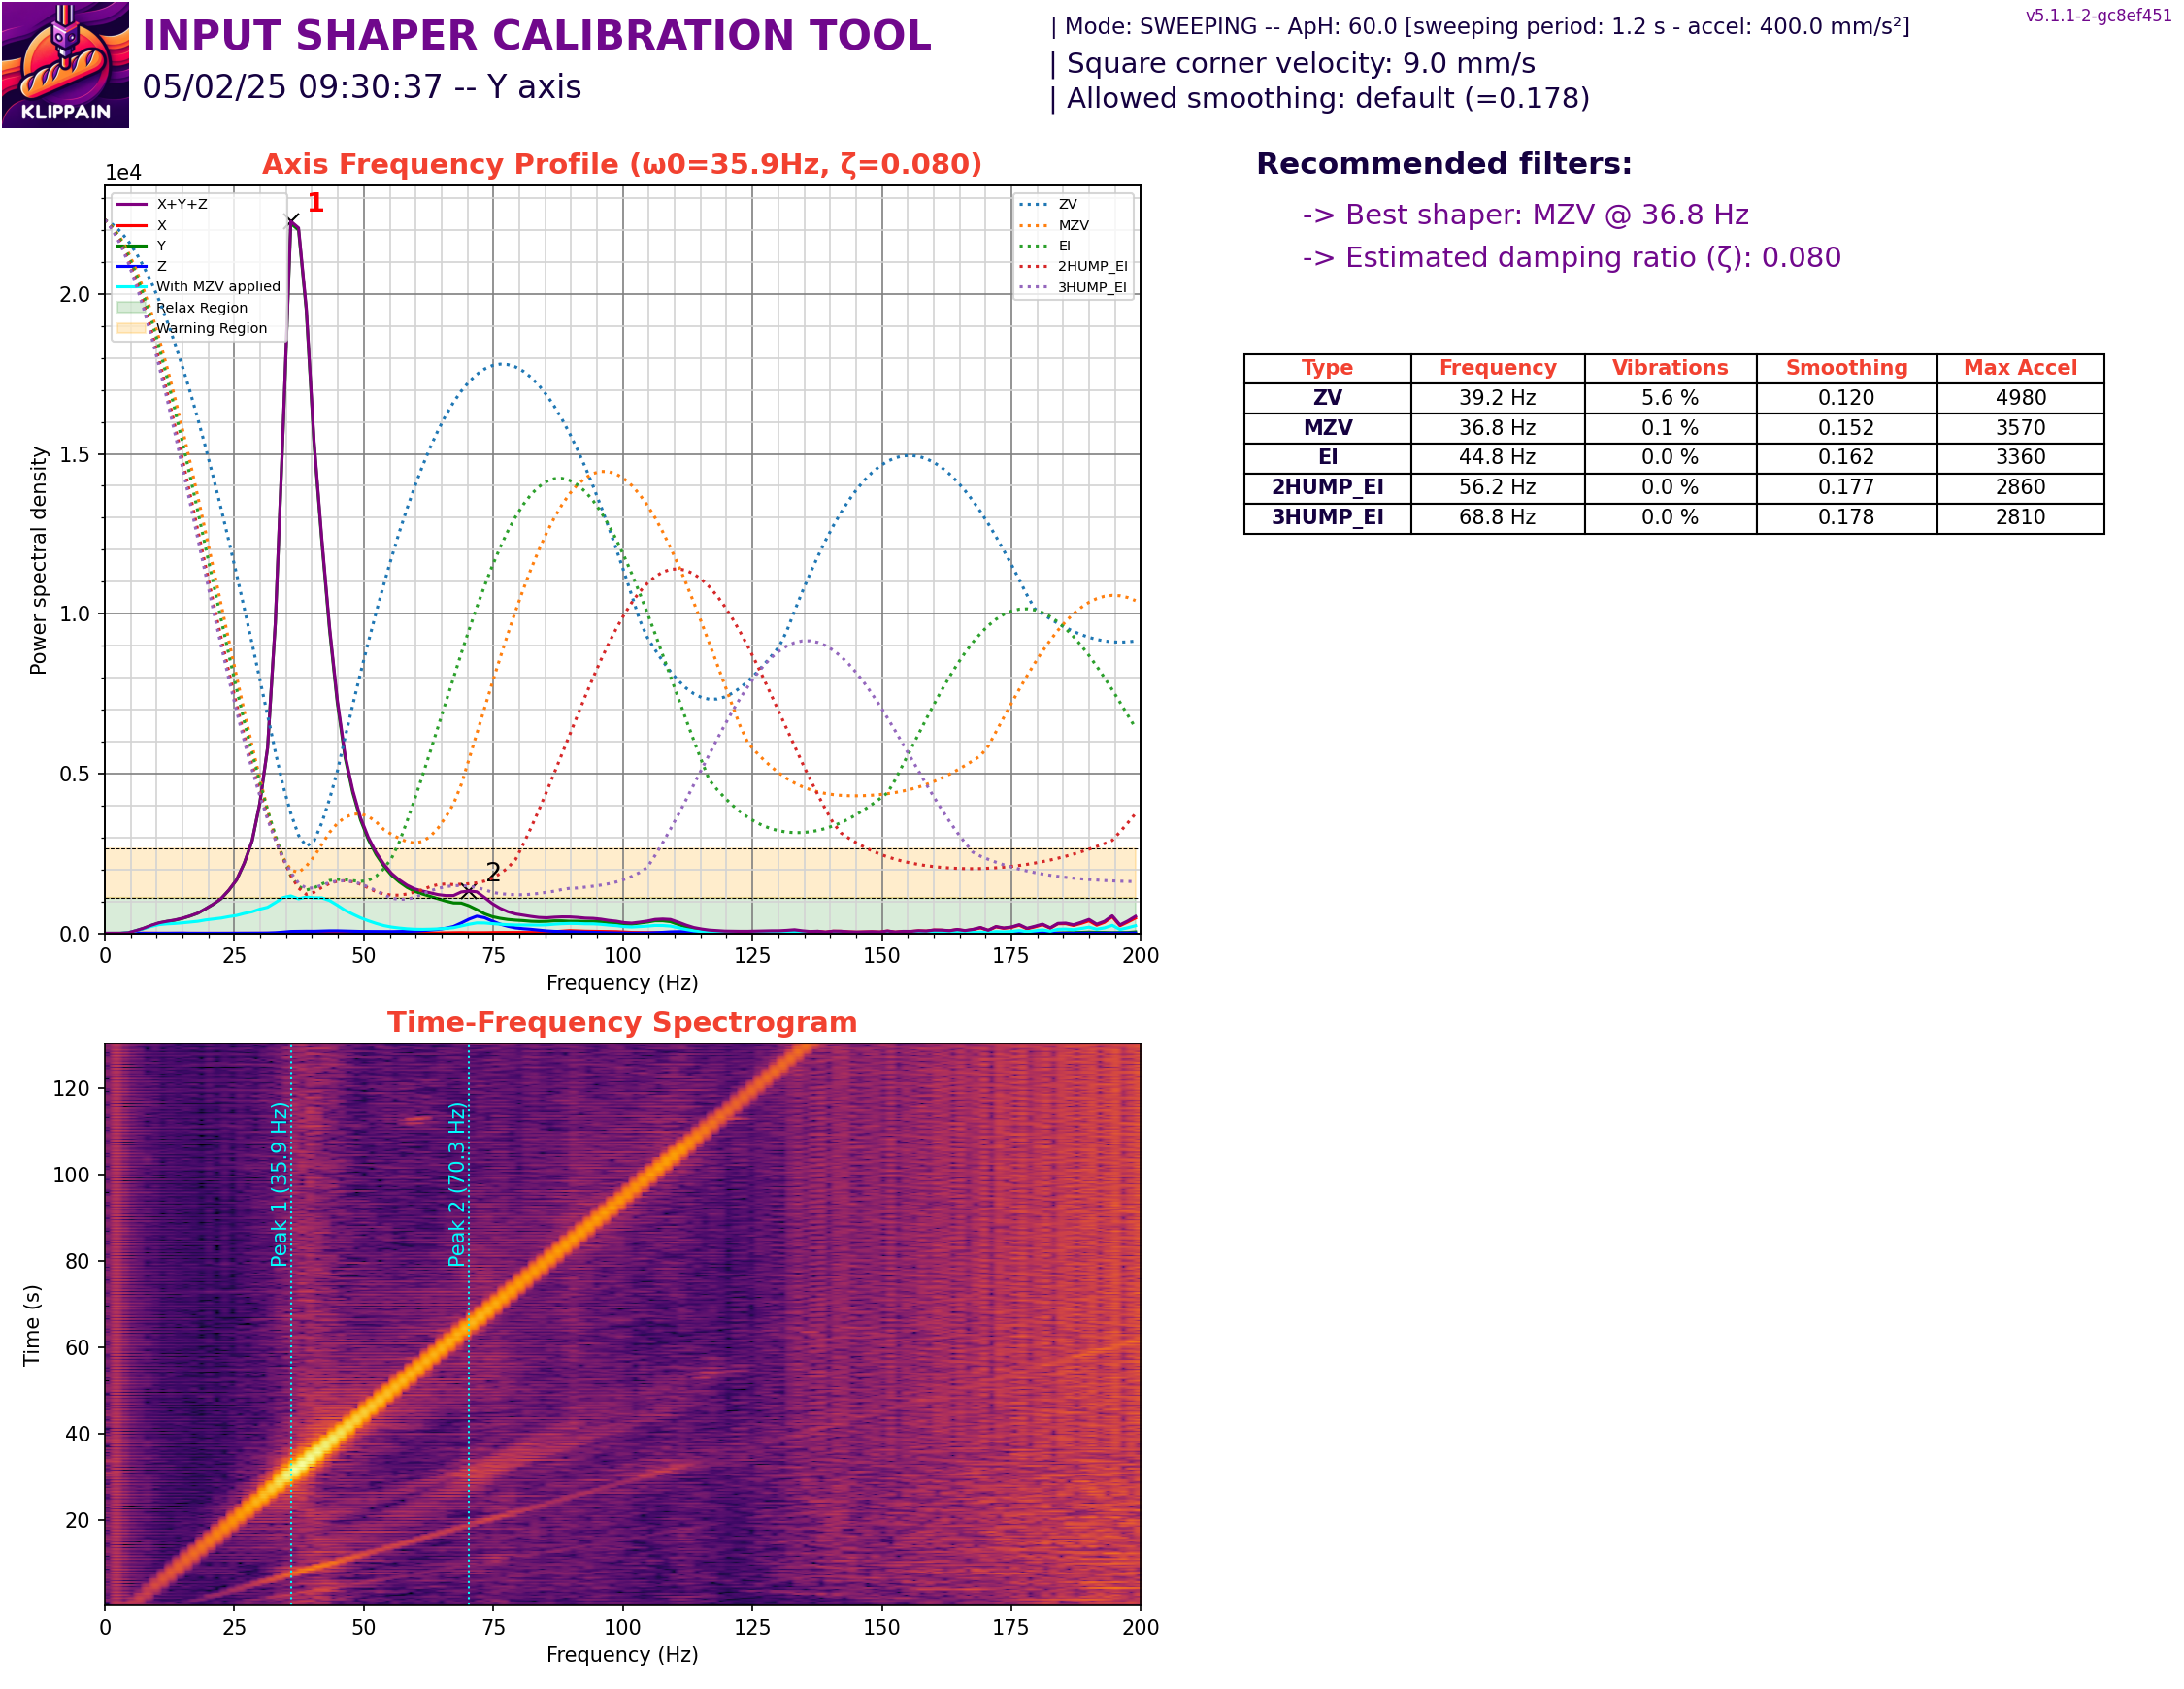 KLIPPAIN
INPUT SHAPER CALIBRATION TOOL
05/02/25 09:30:37 -- Y axis
| Mode: SWEEPING -- ApH: 60.0 [sweeping period: 1.2 s - accel: 400.0 mm/s²]
| Square corner velocity: 9.0 mm/s
| Allowed smoothing: default (=0.178)
v5.1.1-2-gc8ef451
Axis Frequency Profile (ω0=35.9Hz, ζ=0.080)
1e4
X+Y+Z
X
Y
Z
With MZV applied
Relax Region
Warning Region
ZV
MZV
EI
2HUMP_EI
3HUMP_EI
1
2
Power spectral density
2.0
1.5
1.0
0.5
0.0
0 25 50 75 100 125 150 175 200
Frequency (Hz)
Recommended filters:
-> Best shaper: MZV @ 36.8 Hz
-> Estimated damping ratio (ζ): 0.080
Type Frequency Vibrations Smoothing Max Accel
ZV 39.2 Hz 5.6 % 0.120 4980
MZV 36.8 Hz 0.1 % 0.152 3570
EI 44.8 Hz 0.0 % 0.162 3360
2HUMP_EI 56.2 Hz 0.0 % 0.177 2860
3HUMP_EI 68.8 Hz 0.0 % 0.178 2810
Time-Frequency Spectrogram
Time (s)
120
100
80
60
40
20
Peak 1 (35.9 Hz)
Peak 2 (70.3 Hz)
0 25 50 75 100 125 150 175 200
Frequency (Hz)